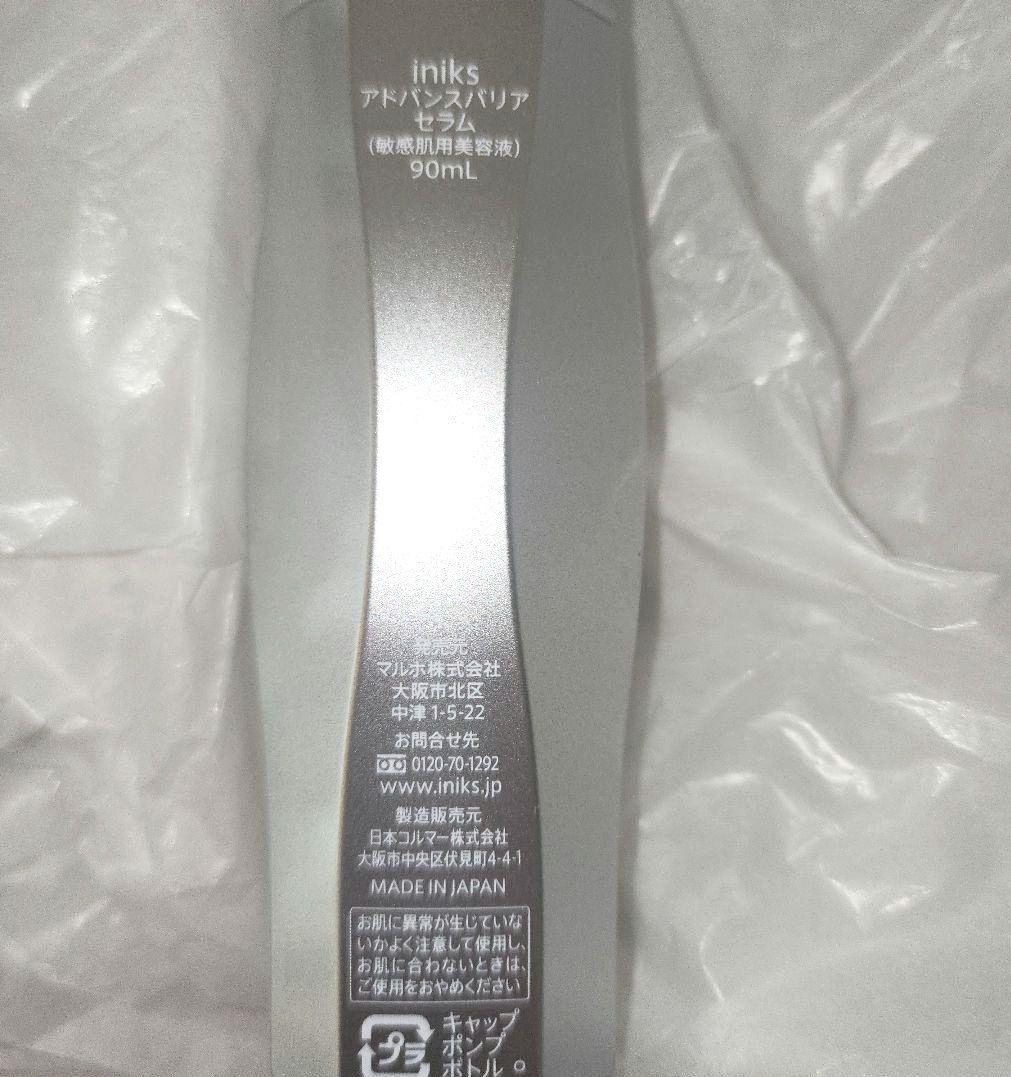 iniks
アドバンスバリア
セラム
(敏感肌用美容液)
90mL
発売元
マルホ株式会社
大阪市北区
中津1-5-22
お問合せ先
0120-70-1292
www.iniks.jp
製造販売元
日本コルマー株式会社
大阪市中央区伏見町4-4-1
MADE IN JAPAN
お肌に異常が生じていな
いかよく注意して使用し、
お肌に合わないときは、
ご使用をおやめください
プラ
キャップ
ポンプ
ボトル